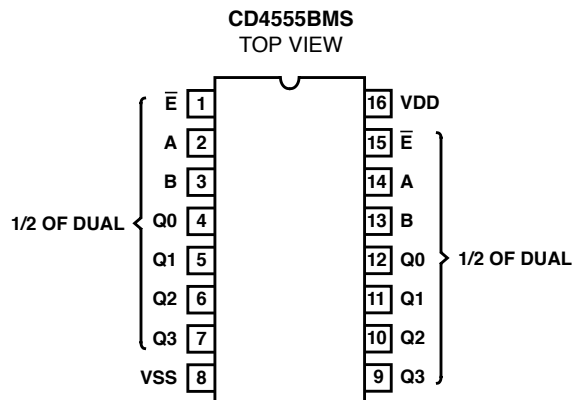 CD4555BMS
TOP VIEW
E̅ 1
A 2
B 3
Q0 4
Q1 5
Q2 6
Q3 7
VSS 8
1/2 OF DUAL
16 VDD
15 E̅
14 A
13 B
12 Q0
11 Q1
10 Q2
9 Q3
1/2 OF DUAL